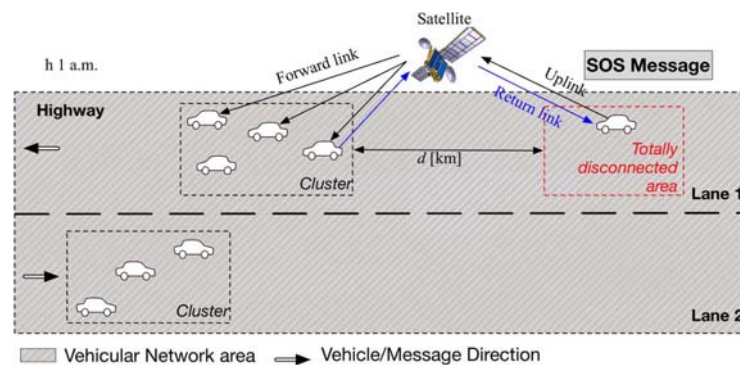 Satellite
h 1 a.m.
Forward link
Uplink
SOS Message
Highway
Return link
d [km]
Totally
disconnected
area
Cluster
Lane 1
Cluster
Lane 2
Vehicular Network area
Vehicle/Message Direction